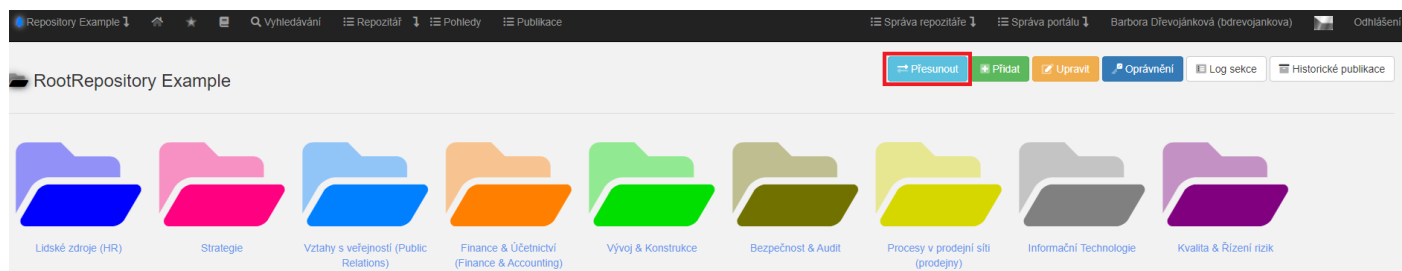 Repository Example Vyhledávání Repozitář Pohledy Publikace Správa repozitáře Správa portálu Barbora Dřevojánková (bdrevojankova) Odhlášení
RootRepository Example
Přesunout Přidat Upravit Oprávnění Log sekce Historické publikace
Lidské zdroje (HR)
Strategie
Vztahy s veřejností (Public
Relations)
Finance & Účetnictví
(Finance & Accounting)
Vývoj & Konstrukce
Bezpečnost & Audit
Procesy v prodejní síti
(prodejny)
Informační Technologie
Kvalita & Řízení rizik